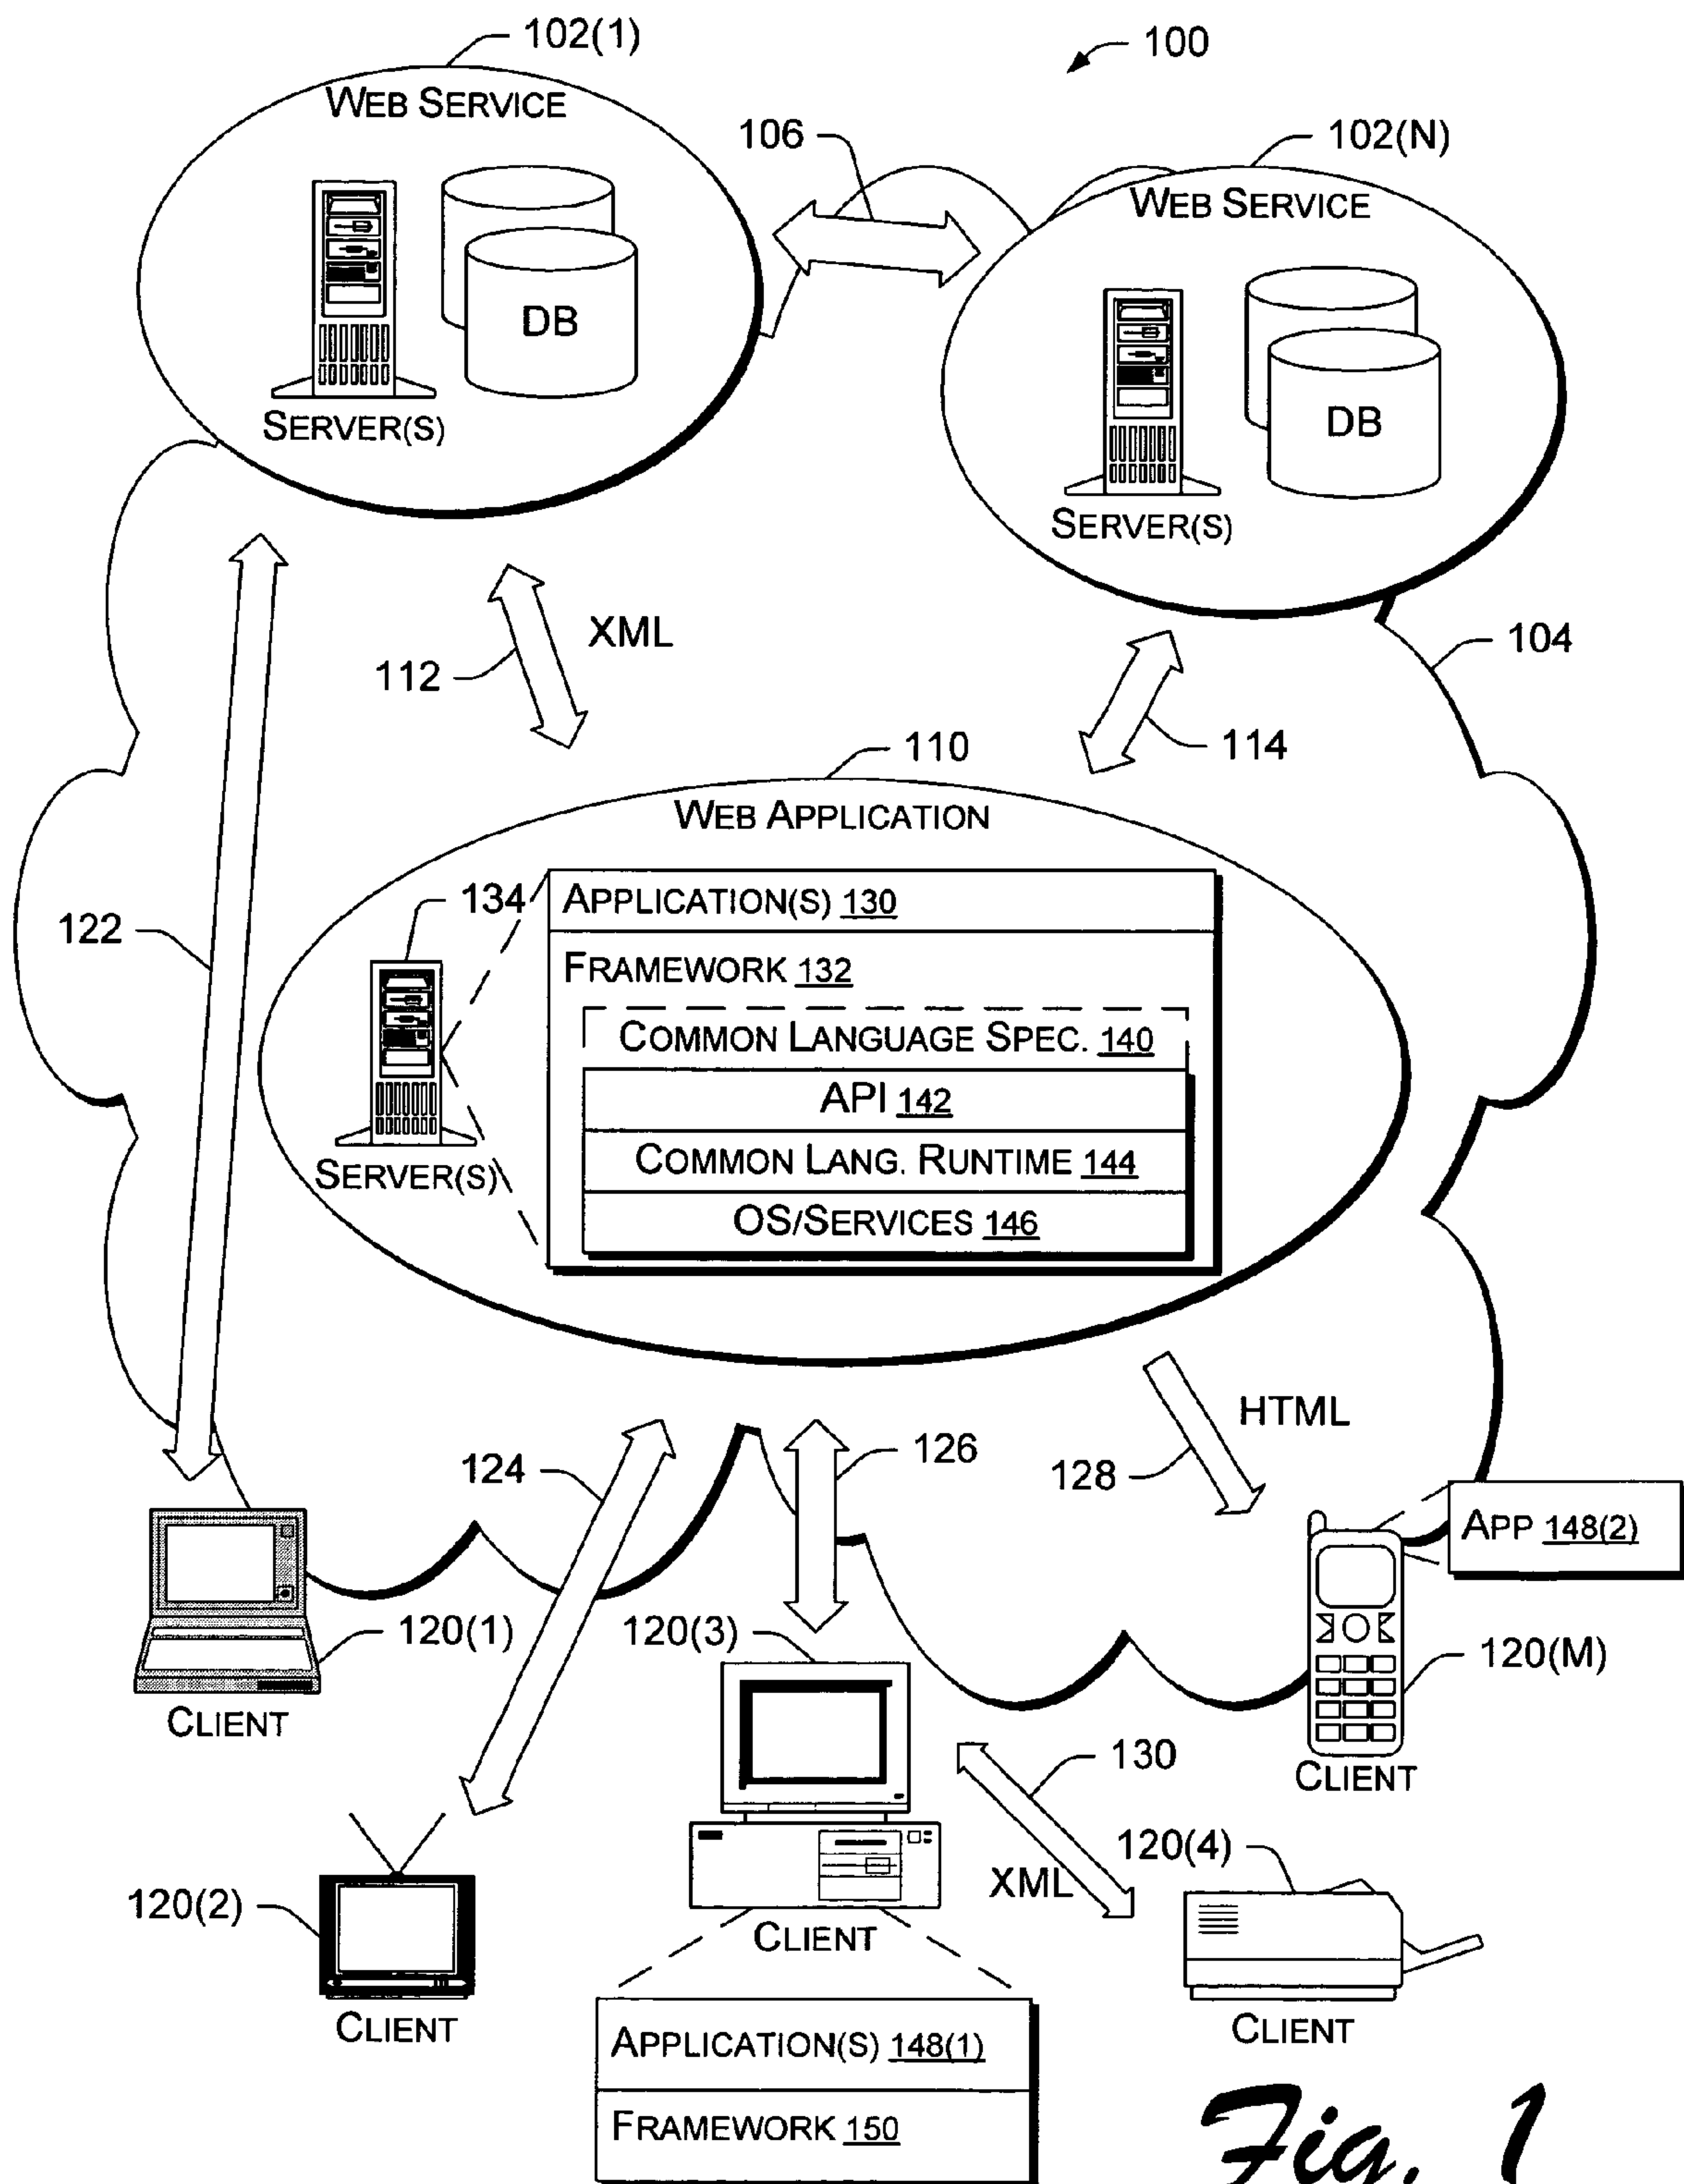 102(1)
100
WEB SERVICE
106
102(N)
WEB SERVICE
DB
SERVER(S)
DB
SERVER(S)
XML
112
104
114
110
WEB APPLICATION
134
APPLICATION(S) 130
122
FRAMEWORK 132
COMMON LANGUAGE SPEC. 140
API 142
COMMON LANG. RUNTIME 144
SERVER(S)
OS/SERVICES 146
HTML
124
126
128
APP 148(2)
120(1)
120(3)
120(M)
CLIENT
130
CLIENT
120(4)
XML
120(2)
CLIENT
CLIENT
CLIENT
APPLICATION(S) 148(1)
FRAMEWORK 150
Fig. 1